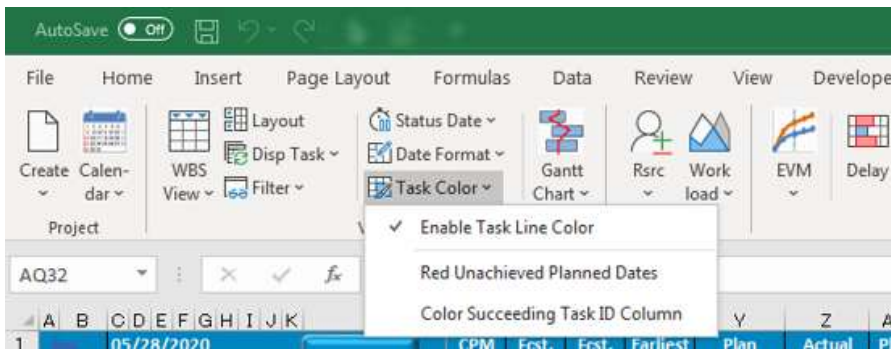 AutoSave Off
File Home Insert Page Layout Formulas Data Review View Develope
Layout Status Date
Disp Task Date Format
Create Calen- WBS Gantt Rsrc Work EVM Delay
dar View Filter Task Color Chart load
Project
Enable Task Line Color
Red Unachieved Planned Dates
Color Succeeding Task ID Column
AQ32 fx
A B C D E F G H I J K Y Z A
1 05/28/2020 CPM Fcst. Fcst. Earliest Plan Actual P